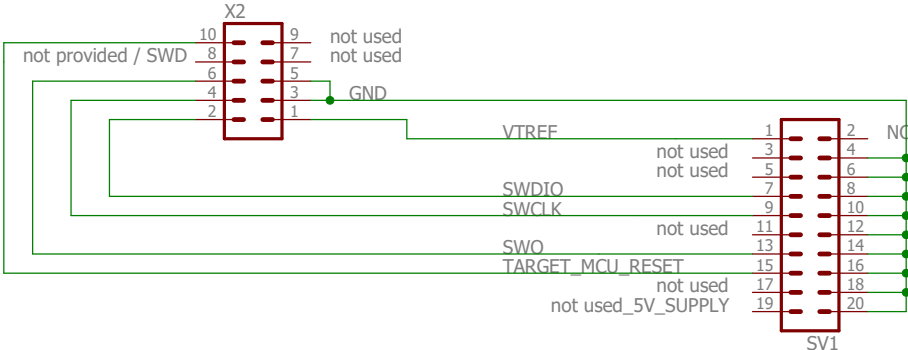 X2
10 9 not used
not provided / SWD 8 7 not used
6 5
4 3 GND
2 1
VTREF 1 2 NC
not used 3 4
not used 5 6
SWDIO 7 8
SWCLK 9 10
not used 11 12
SWO 13 14
TARGET_MCU_RESET 15 16
not used 17 18
not used_5V_SUPPLY 19 20
SV1